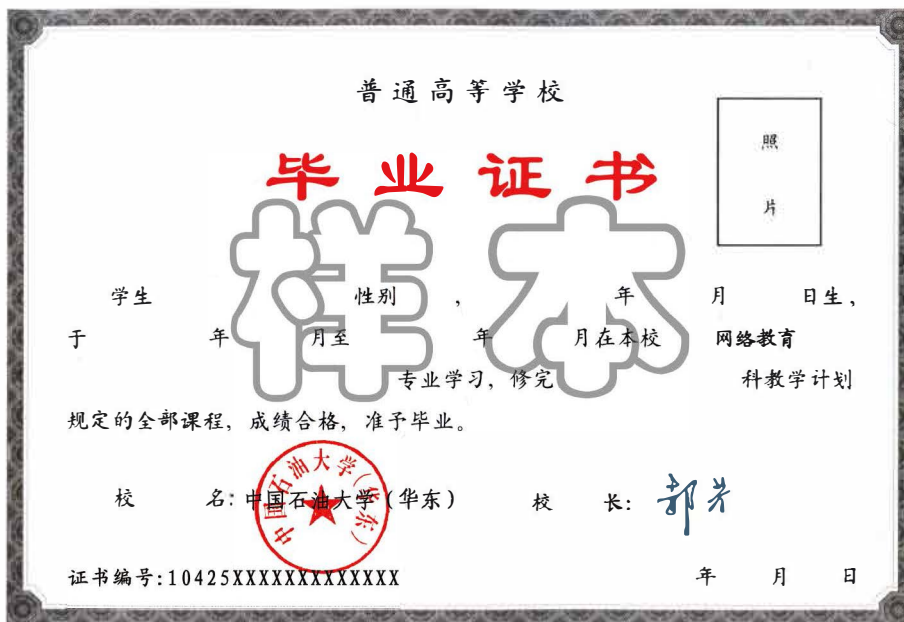 普通高等学校
毕业证书
照
片
样本
学生 性别 , 年 月 日生,
于 年 月至 年 月在本校 网络教育
专业学习, 修完 科教学计划
规定的全部课程, 成绩合格, 准予毕业。
校 名: 中国石油大学 (华东) 校 长: 郝芳
中国石油大学(华东)
证书编号:10425XXXXXXXXXXXXX 年 月 日